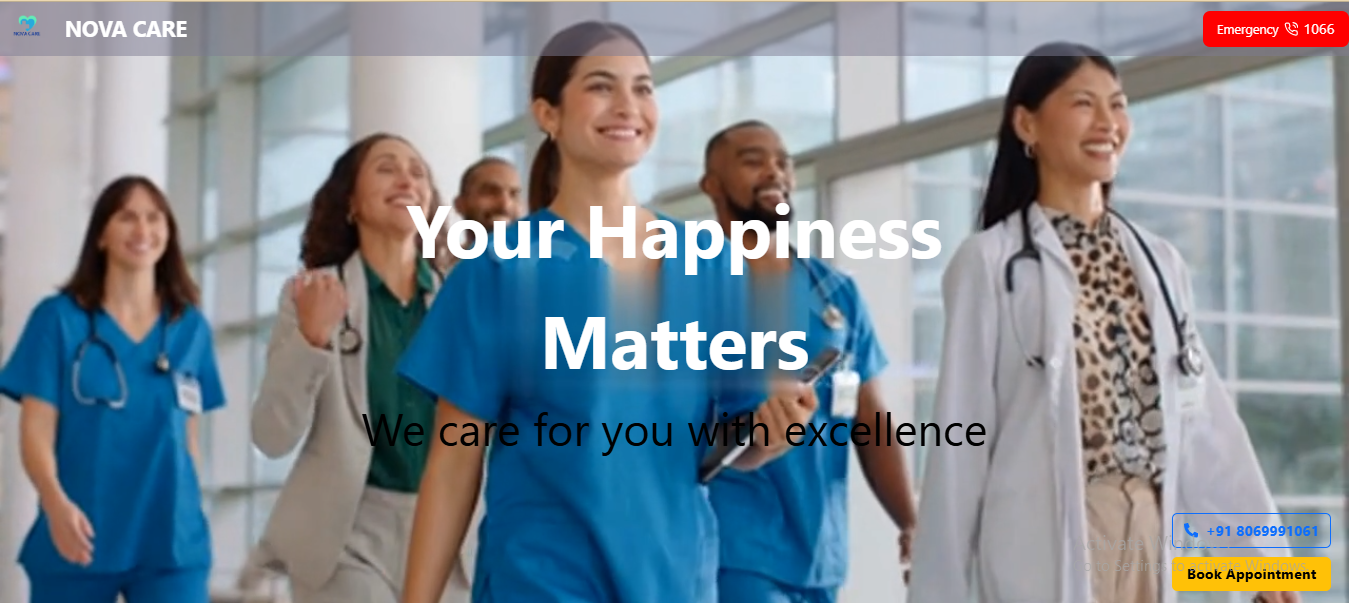 NOVA CARE
NOVA CARE
Emergency 1066
Your Happiness
Matters
We care for you with excellence
+91 8069991061
Activate Windows
Go to Settings to activate Windows.
Book Appointment